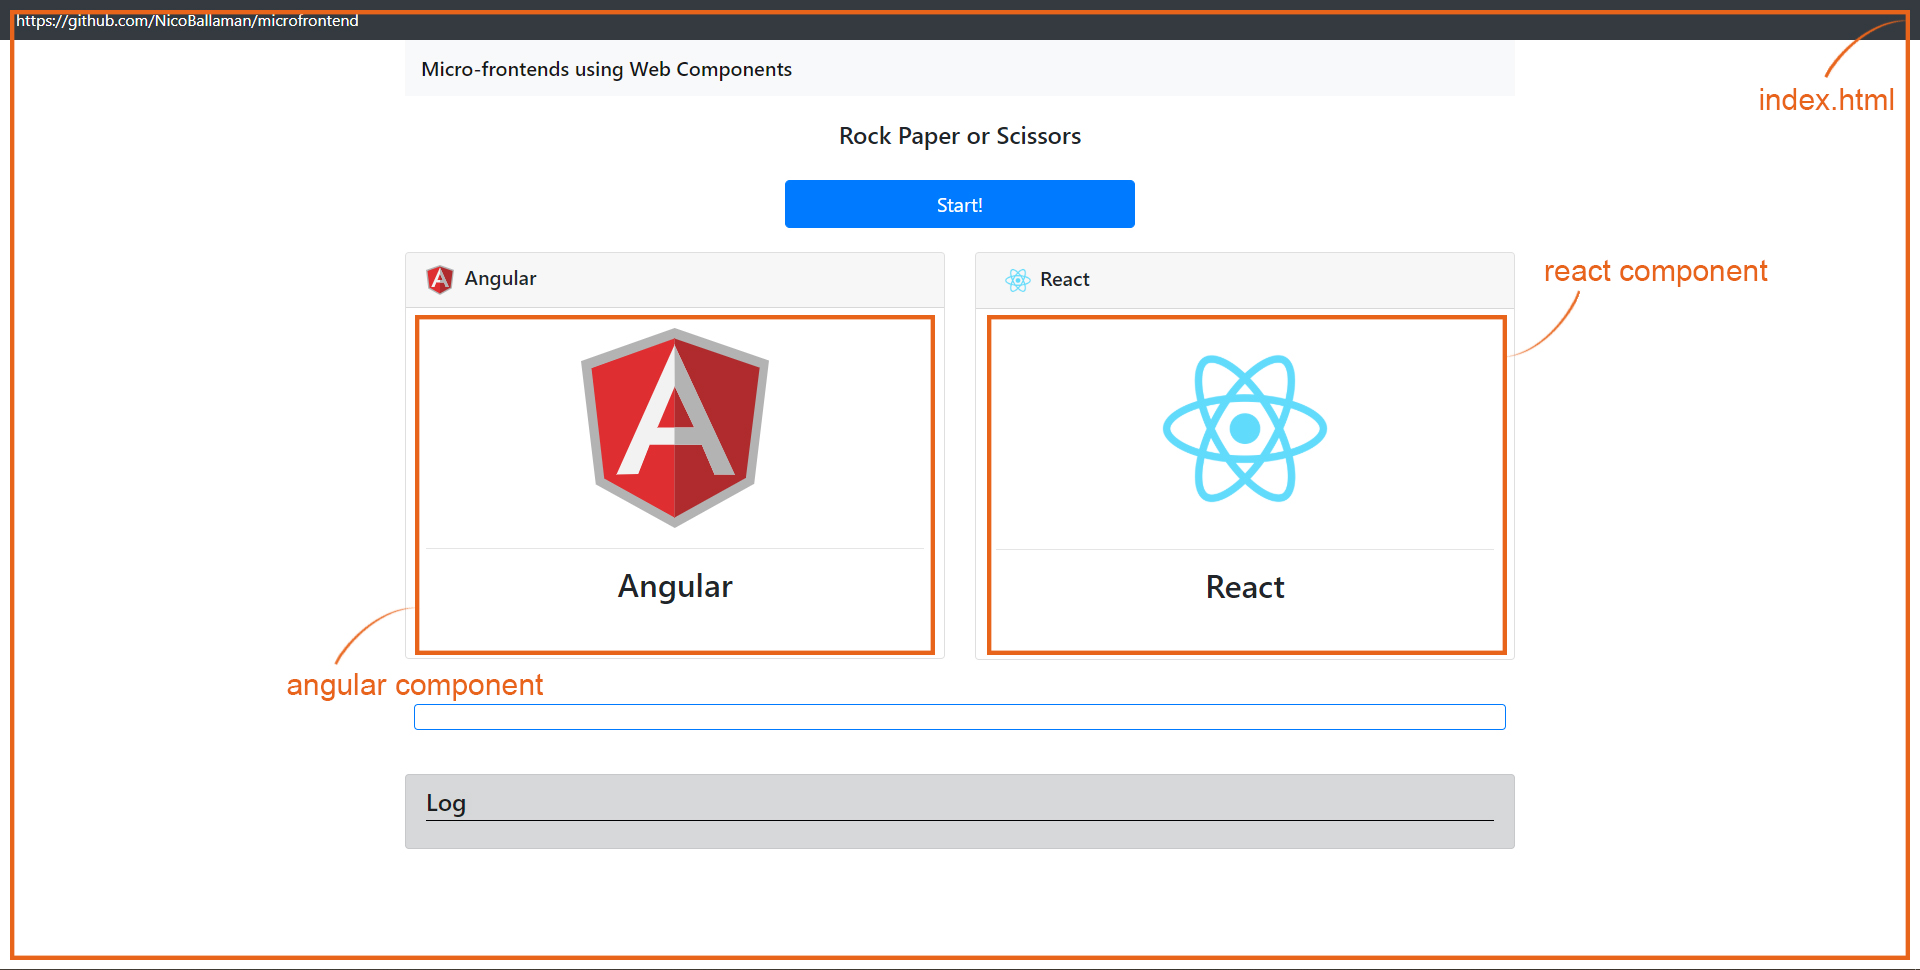 https://github.com/NicoBallaman/microfrontend
Micro-frontends using Web Components
index.html
Rock Paper or Scissors
Start!
Angular
React
react component
Angular
React
angular component
Log